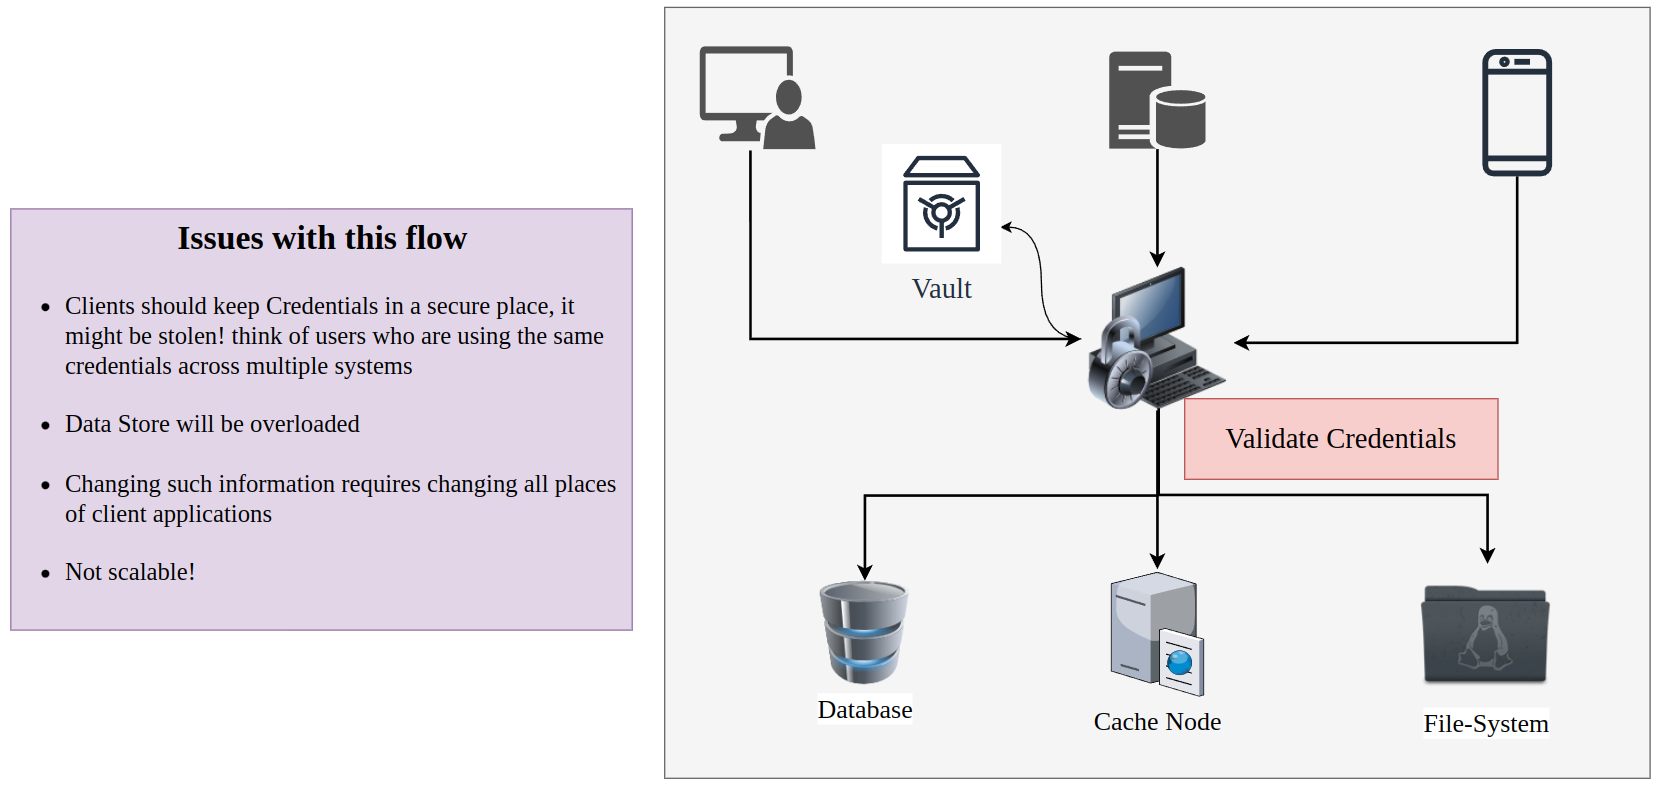 Issues with this flow
Clients should keep Credentials in a secure place, it
might be stolen! think of users who are using the same
credentials across multiple systems
Data Store will be overloaded
Changing such information requires changing all places
of client applications
Not scalable!
Vault
Validate Credentials
Database
Cache Node
File-System